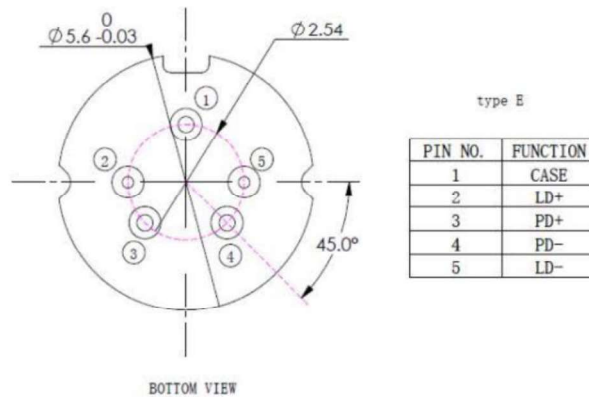 0
Ø5.6 -0.03
Ø2.54
1
2
5
3
4
45.0°
BOTTOM VIEW
type E
PIN NO. FUNCTION
1 CASE
2 LD+
3 PD+
4 PD-
5 LD-